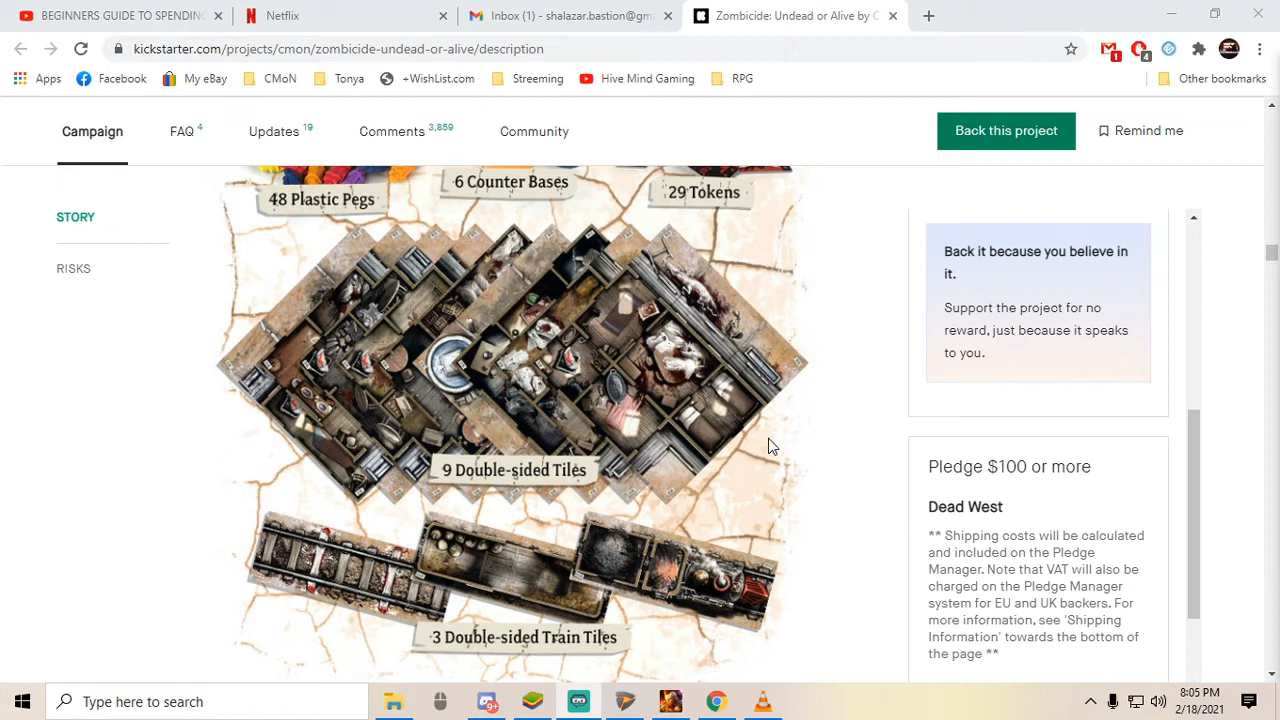 BEGINNERS GUIDE TO SPENDIN
Netflix
Inbox (1) - shalazar.bastion@gm
Zombicide: Undead or Alive by C
kickstarter.com/projects/cmon/zombicide-undead-or-alive/description
1
4
Apps
Facebook
My eBay
CMoN
Tonya
+WishList.com
Streeming
Hive Mind Gaming
RPG
Other bookmarks
Campaign
FAQ 4
Updates 19
Comments 3,859
Community
Back this project
Remind me
STORY
RISKS
48 Plastic Pegs
6 Counter Bases
29 Tokens
9 Double-sided Tiles
3 Double-sided Train Tiles
Back it because you believe in
it.
Support the project for no
reward, just because it speaks
to you.
Pledge $100 or more
Dead West
** Shipping costs will be calculated
and included on the Pledge
Manager. Note that VAT will also be
charged on the Pledge Manager
system for EU and UK backers. For
more information, see 'Shipping
Information' towards the bottom of
the page **
Type here to search
9+
8:05 PM
2/18/2021